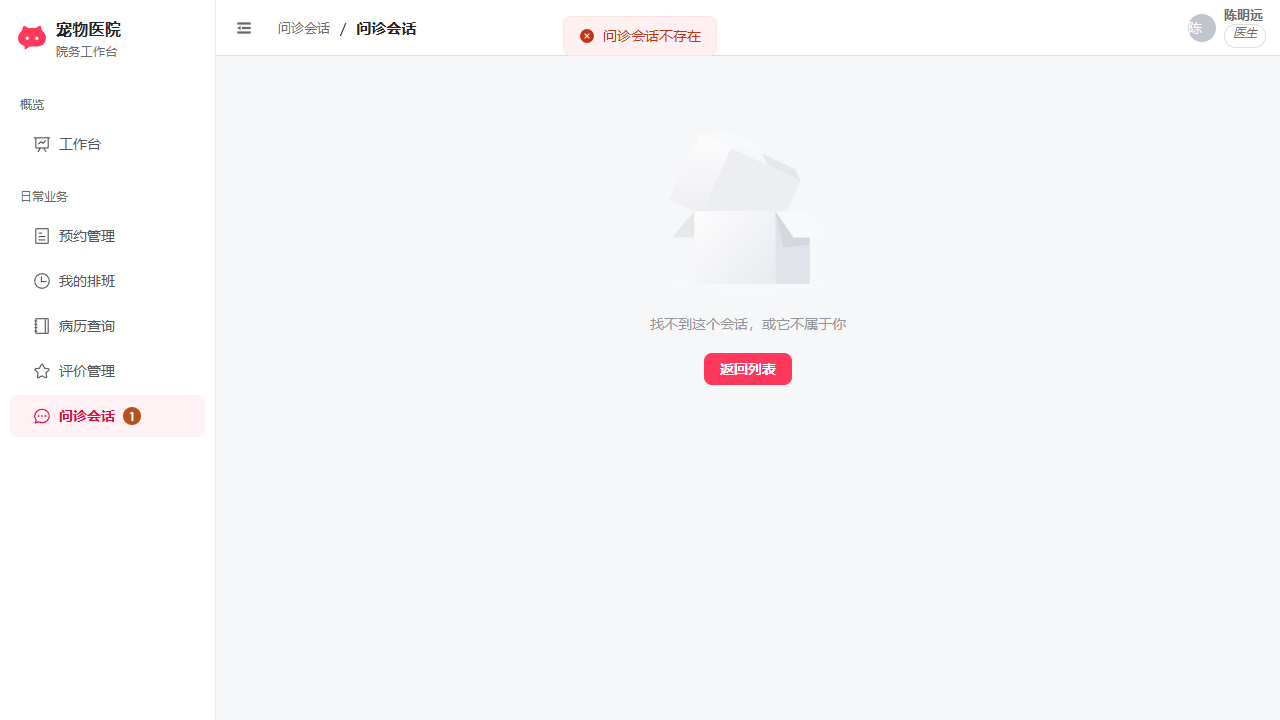 宠物医院
院务工作台
概览
工作台
日常业务
预约管理
我的排班
病历查询
评价管理
问诊会话 1
问诊会话 / 问诊会话
问诊会话不存在
陈
陈明远
医生
找不到这个会话，或它不属于你
返回列表